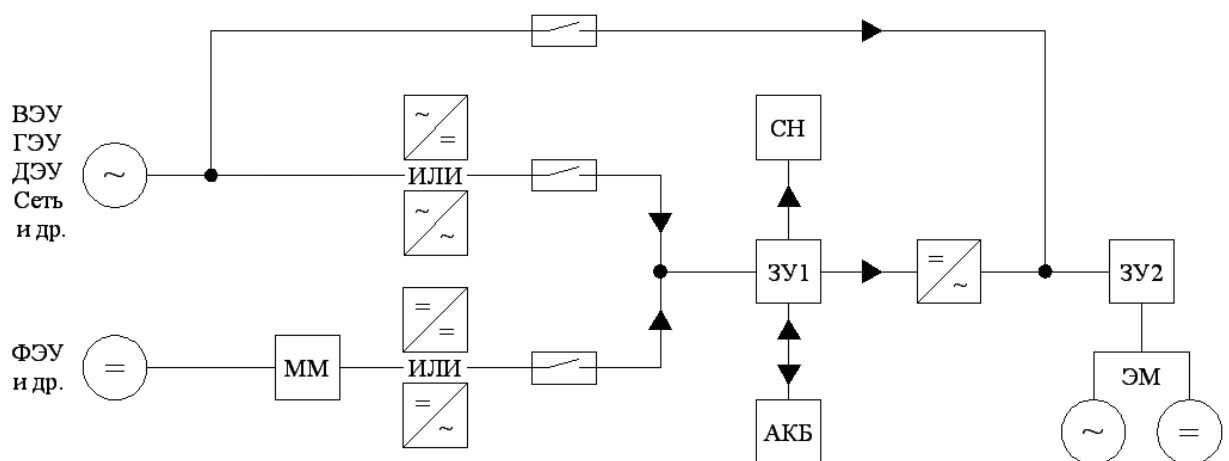 ВЭУ
ГЭУ
ДЭУ
Сеть
и др.
~
~
=
ИЛИ
~
~
СН
ЗУ1
=
~
ЗУ2
ФЭУ
и др.
=
ММ
=
=
ИЛИ
=
~
АКБ
ЭМ
~
=